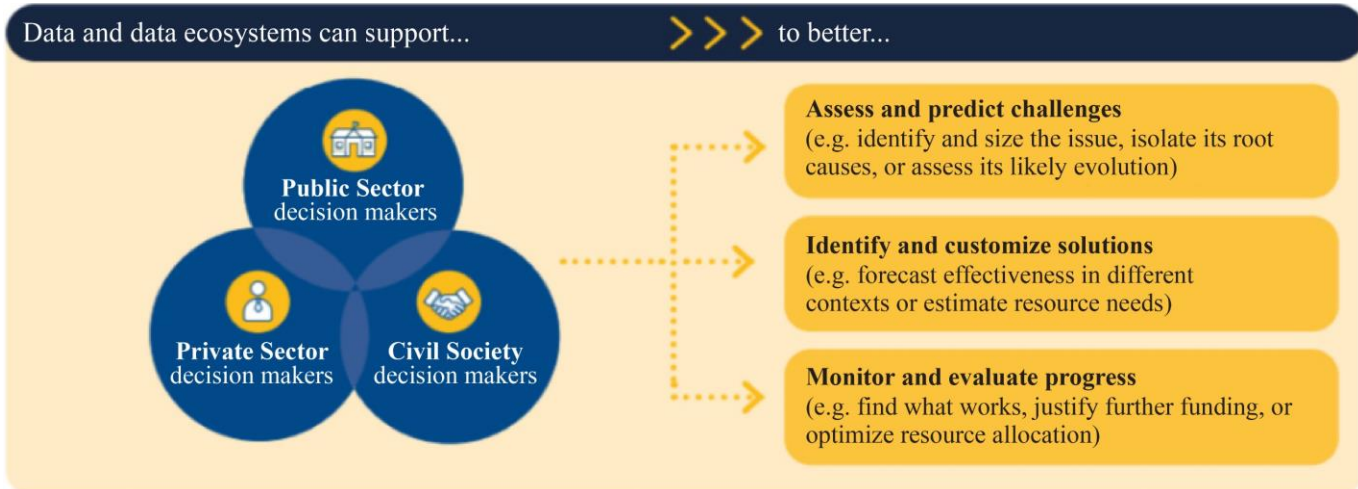 Data and data ecosystems can support...
to better...
Public Sector
decision makers
Private Sector
decision makers
Civil Society
decision makers
Assess and predict challenges
(e.g. identify and size the issue, isolate its root
causes, or assess its likely evolution)
Identify and customize solutions
(e.g. forecast effectiveness in different
contexts or estimate resource needs)
Monitor and evaluate progress
(e.g. find what works, justify further funding, or
optimize resource allocation)